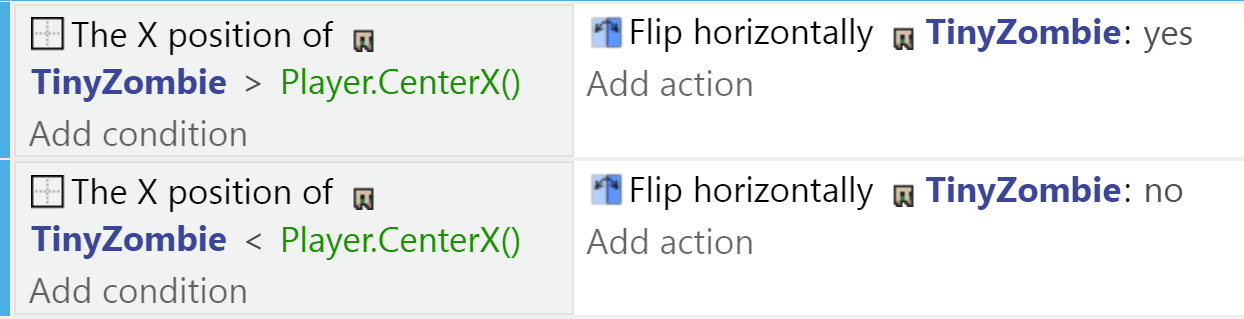 The X position of
TinyZombie > Player.CenterX()
Add condition
Flip horizontally TinyZombie: yes
Add action
The X position of
TinyZombie < Player.CenterX()
Add condition
Flip horizontally TinyZombie: no
Add action